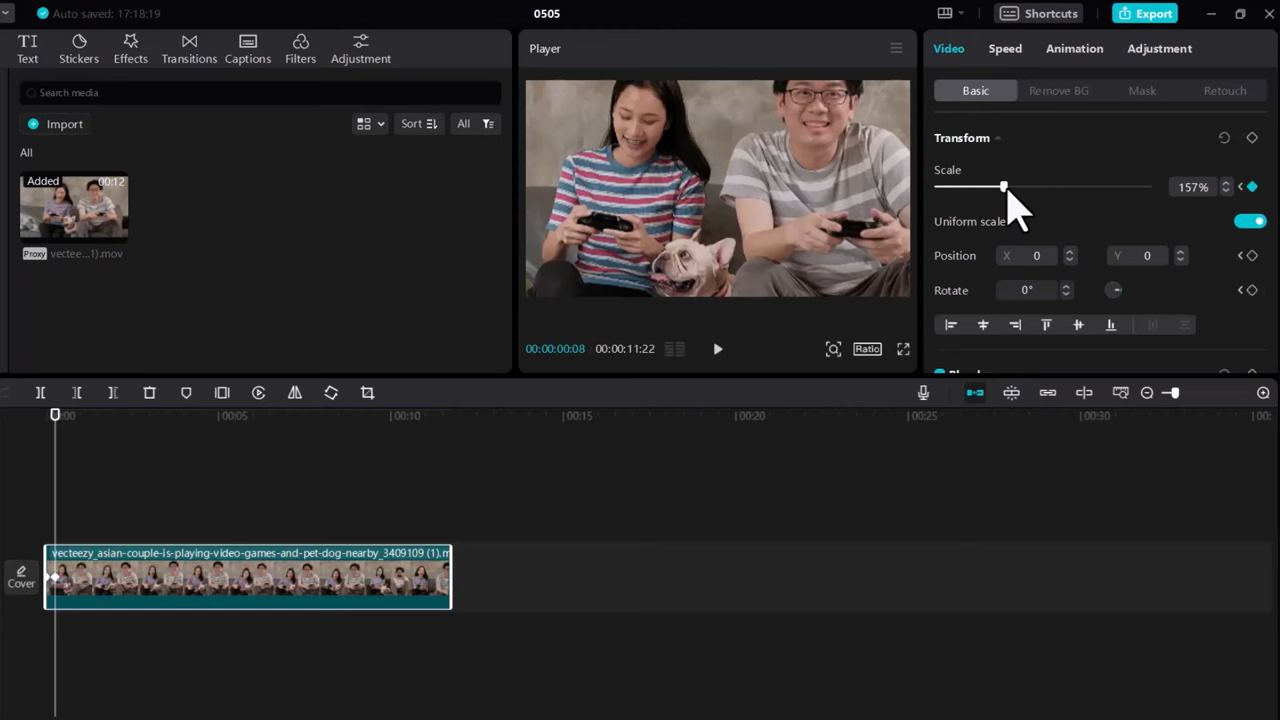 Auto saved: 17:18:19
0505
Shortcuts
Export
Text
Stickers
Effects
Transitions
Captions
Filters
Adjustment
Player
Video
Speed
Animation
Adjustment
Search media
Basic
Remove BG
Mask
Retouch
Import
Sort
All
Transform
All
Scale
Added
00:12
157%
Uniform scale
Proxy
vectee...1).mov
Position
X 0
Y 0
Rotate
0°
00:00:00:08
00:00:11:22
Ratio
00:00
00:05
00:10
00:15
00:20
00:25
00:30
vecteezy_asian-couple-is-playing-video-games-and-pet-dog-nearby_3409109 (1).m
Cover